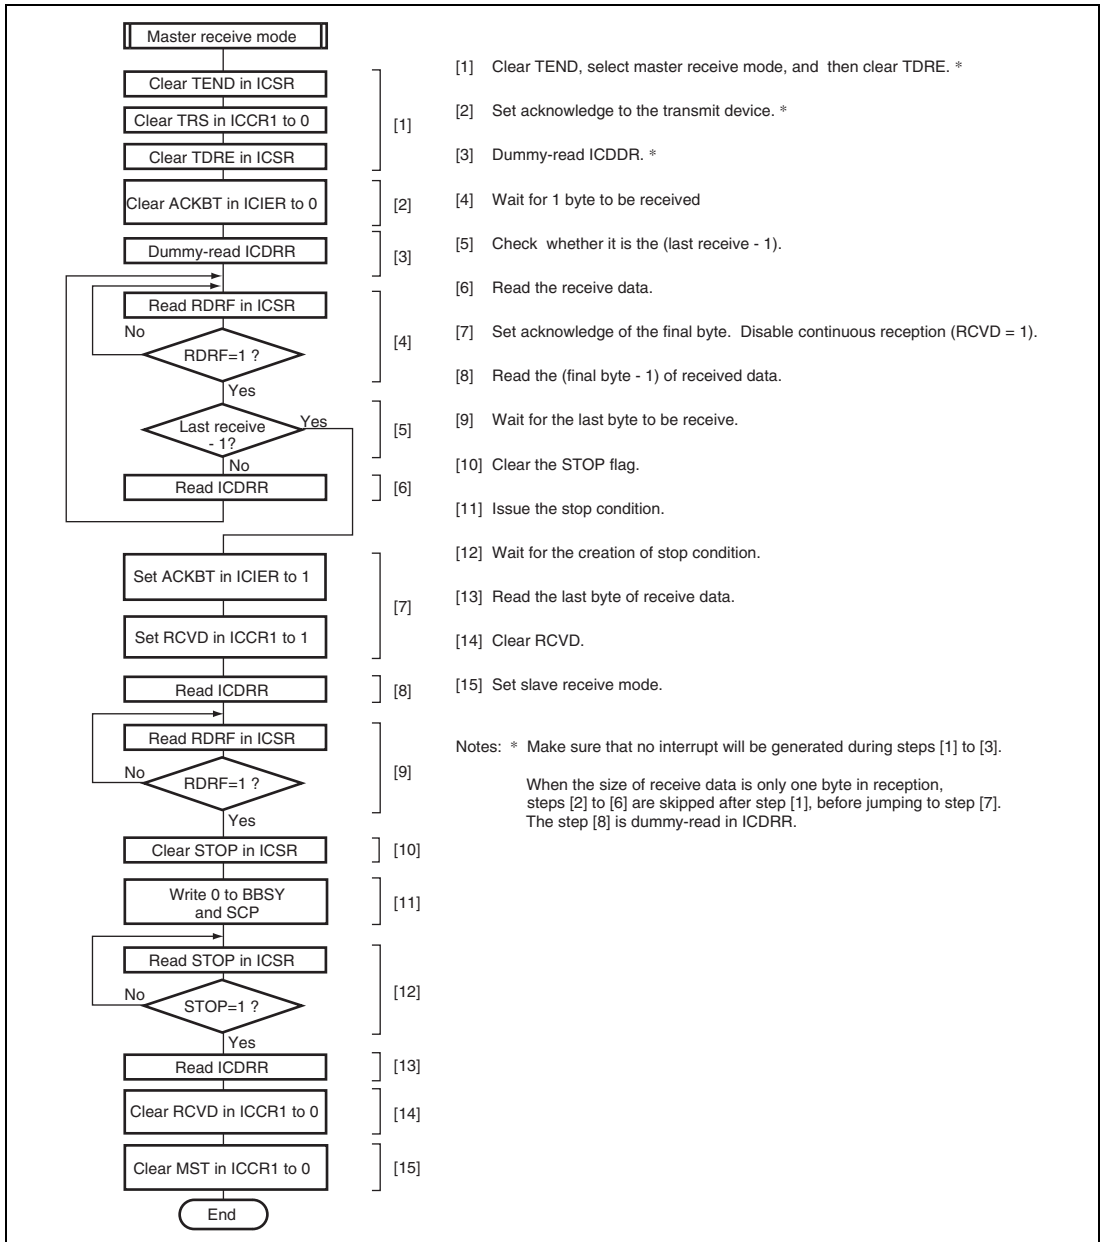 Master receive mode
Clear TEND in ICSR
Clear TRS in ICCR1 to 0
Clear TDRE in ICSR
[1]
Clear ACKBT in ICIER to 0
[2]
Dummy-read ICDRR
[3]
Read RDRF in ICSR
No
RDRF=1 ?
[4]
Yes
Last receive
- 1?
Yes
[5]
No
Read ICDRR
[6]
Set ACKBT in ICIER to 1
[7]
Set RCVD in ICCR1 to 1
Read ICDRR
[8]
Read RDRF in ICSR
No
RDRF=1 ?
[9]
Yes
Clear STOP in ICSR
[10]
Write 0 to BBSY
and SCP
[11]
Read STOP in ICSR
No
STOP=1 ?
[12]
Yes
Read ICDRR
[13]
Clear RCVD in ICCR1 to 0
[14]
Clear MST in ICCR1 to 0
[15]
End
[1] Clear TEND, select master receive mode, and then clear TDRE. *
[2] Set acknowledge to the transmit device. *
[3] Dummy-read ICDDR. *
[4] Wait for 1 byte to be received
[5] Check whether it is the (last receive - 1).
[6] Read the receive data.
[7] Set acknowledge of the final byte. Disable continuous reception (RCVD = 1).
[8] Read the (final byte - 1) of received data.
[9] Wait for the last byte to be receive.
[10] Clear the STOP flag.
[11] Issue the stop condition.
[12] Wait for the creation of stop condition.
[13] Read the last byte of receive data.
[14] Clear RCVD.
[15] Set slave receive mode.
Notes: * Make sure that no interrupt will be generated during steps [1] to [3].
When the size of receive data is only one byte in reception,
steps [2] to [6] are skipped after step [1], before jumping to step [7].
The step [8] is dummy-read in ICDRR.